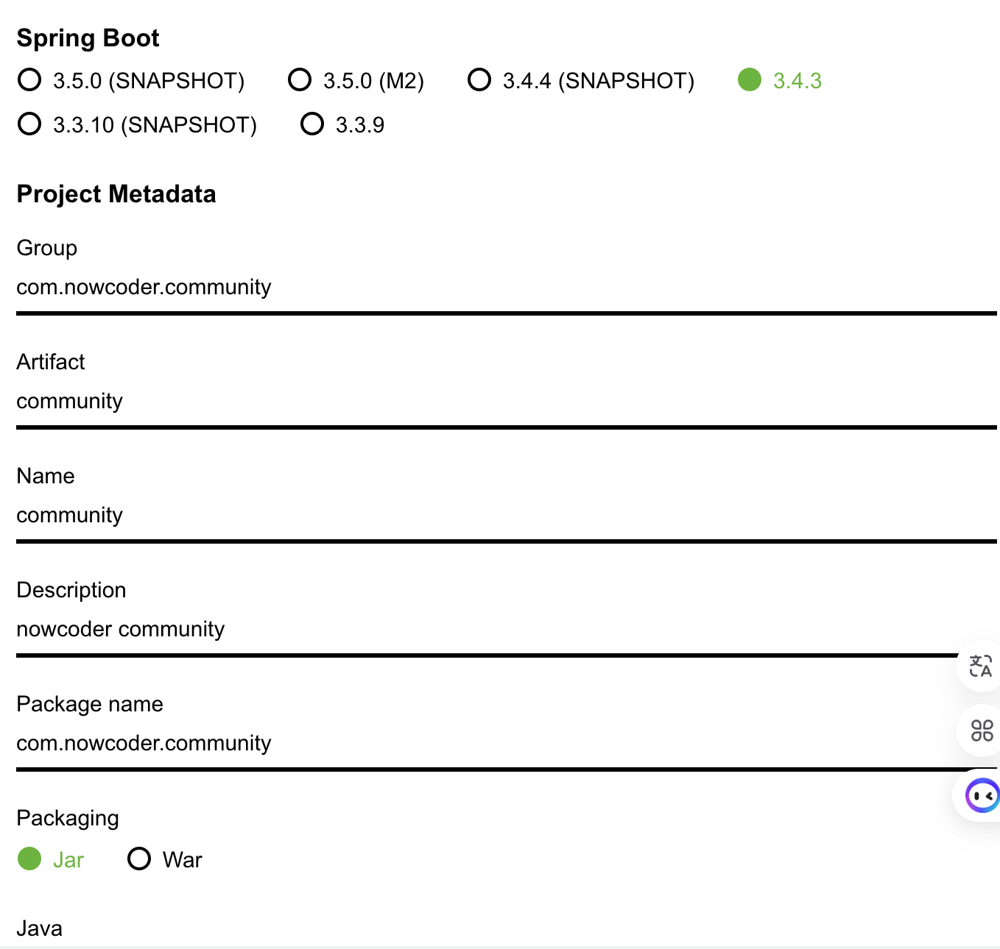 Spring Boot
3.5.0 (SNAPSHOT) 3.5.0 (M2) 3.4.4 (SNAPSHOT) 3.4.3
3.3.10 (SNAPSHOT) 3.3.9
Project Metadata
Group
com.nowcoder.community
Artifact
community
Name
community
Description
nowcoder community
Package name
com.nowcoder.community
Packaging
Jar War
Java